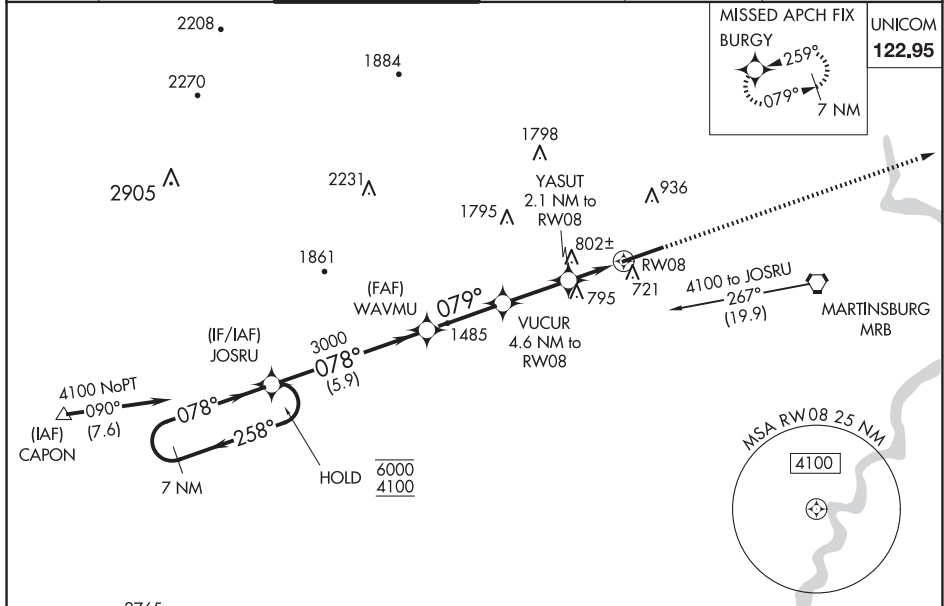 MISSED APCH FIX
BURGY
259°
079°
7 NM
UNICOM
122.95
2208
2270
1884
2905
2231
1798
YASUT
2.1 NM to
RW08
1795
936
802±
RW08
1861
795
721
4100 to JOSRU
267°
(19.9)
MARTINSBURG
MRB
(FAF)
WAVMU
079°
1485
VUCUR
4.6 NM to
RW08
(IF/IAF)
JOSRU
3000
078°
(5.9)
4100 NoPT
090°
(7.6)
(IAF)
CAPON
078°
258°
7 NM
HOLD
6000
4100
MSA RW08 25 NM
4100